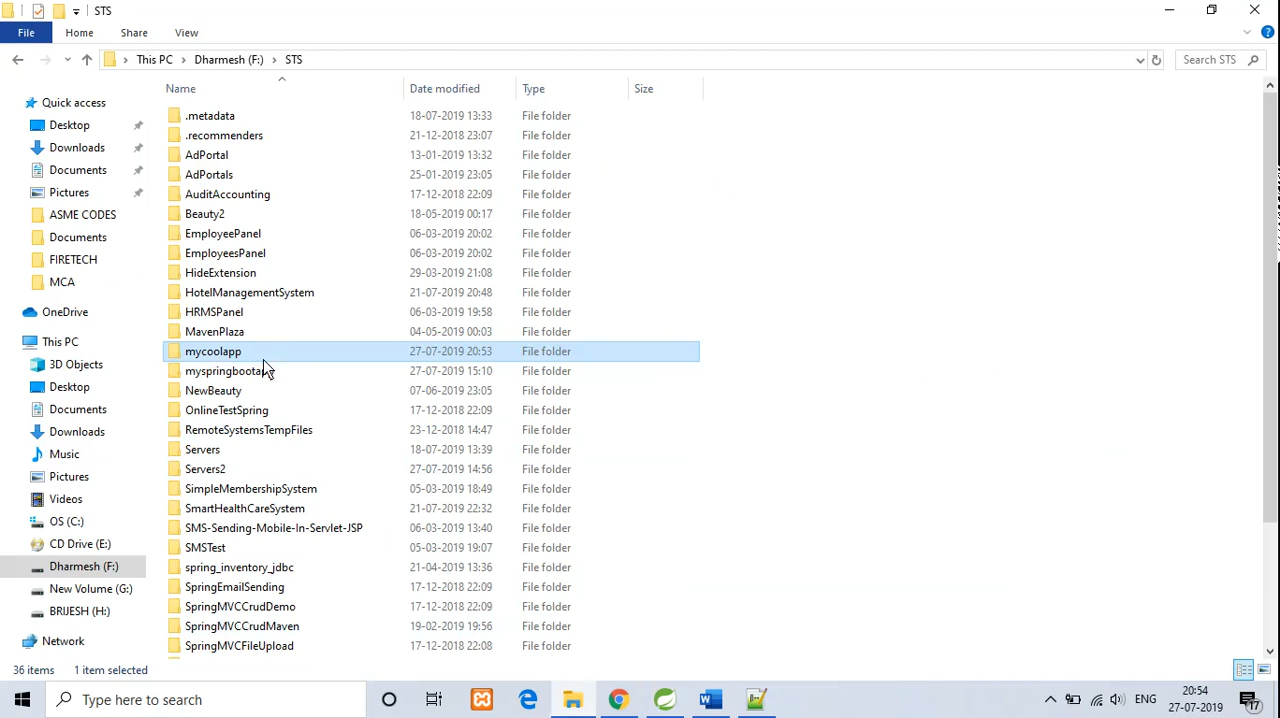 STS
File Home Share View
This PC Dharmesh (F:) STS
Search STS
Name Date modified Type Size
Quick access
Desktop
Downloads
Documents
Pictures
ASME CODES
Documents
FIRETECH
MCA
OneDrive
This PC
3D Objects
Desktop
Documents
Downloads
Music
Pictures
Videos
OS (C:)
CD Drive (E:)
Dharmesh (F:)
New Volume (G:)
BRIJESH (H:)
Network
.metadata 18-07-2019 13:33 File folder
.recommenders 21-12-2018 23:07 File folder
AdPortal 13-01-2019 13:32 File folder
AdPortals 25-01-2019 23:05 File folder
AuditAccounting 17-12-2018 22:09 File folder
Beauty2 18-05-2019 00:17 File folder
EmployeePanel 06-03-2019 20:02 File folder
EmployeesPanel 06-03-2019 20:02 File folder
HideExtension 29-03-2019 21:08 File folder
HotelManagementSystem 21-07-2019 20:48 File folder
HRMSPanel 06-03-2019 19:58 File folder
MavenPlaza 04-05-2019 00:03 File folder
mycoolapp 27-07-2019 20:53 File folder
27-07-2019 15:10 File folder
NewBeauty 07-06-2019 23:05 File folder
OnlineTestSpring 17-12-2018 22:09 File folder
RemoteSystemsTempFiles 23-12-2018 14:47 File folder
Servers 18-07-2019 13:39 File folder
Servers2 27-07-2019 14:56 File folder
SimpleMembershipSystem 05-03-2019 18:49 File folder
SmartHealthCareSystem 21-07-2019 22:32 File folder
SMS-Sending-Mobile-In-Servlet-JSP 06-03-2019 13:40 File folder
SMSTest 05-03-2019 19:07 File folder
spring_inventory_jdbc 21-04-2019 13:36 File folder
SpringEmailSending 17-12-2018 22:09 File folder
SpringMVCCrudDemo 17-12-2018 22:09 File folder
SpringMVCCrudMaven 19-02-2019 19:56 File folder
SpringMVCFileUpload 17-12-2018 22:08 File folder
36 items 1 item selected
Type here to search
ENG
20:54
27-07-2019
17